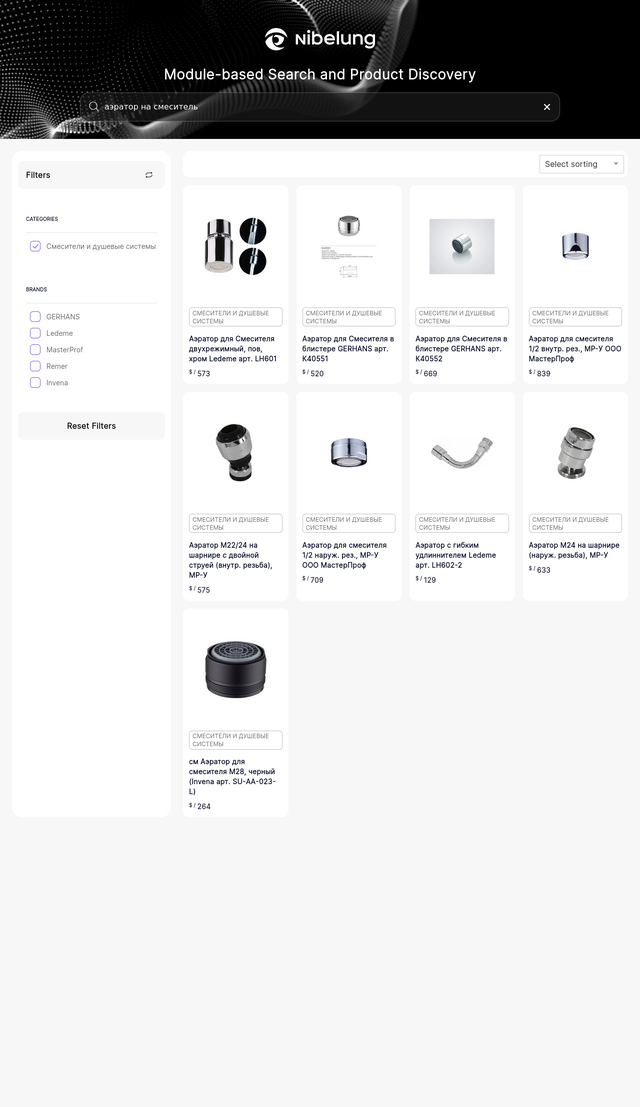 Nibelung
Module-based Search and Product Discovery
аэратор на смеситель
Filters
Select sorting
CATEGORIES
Смесители и душевые системы
BRANDS
GERHANS
Ledeme
MasterProf
Remer
Invena
Reset Filters
СМЕСИТЕЛИ И ДУШЕВЫЕ
СИСТЕМЫ
Аэратор для Смесителя
двухрежимный, пов,
хром Ledeme арт. LH601
$ / 573
СМЕСИТЕЛИ И ДУШЕВЫЕ
СИСТЕМЫ
Аэратор для Смесителя в
блистере GERHANS арт.
K40551
$ / 520
СМЕСИТЕЛИ И ДУШЕВЫЕ
СИСТЕМЫ
Аэратор для Смесителя в
блистере GERHANS арт.
K40552
$ / 669
СМЕСИТЕЛИ И ДУШЕВЫЕ
СИСТЕМЫ
Аэратор для смесителя
1/2 внутр. рез., МР-У ООО
МастерПроф
$ / 839
СМЕСИТЕЛИ И ДУШЕВЫЕ
СИСТЕМЫ
Аэратор М22/24 на
шарнире с двойной
струей (внутр. резьба),
МР-У
$ / 575
СМЕСИТЕЛИ И ДУШЕВЫЕ
СИСТЕМЫ
Аэратор для смесителя
1/2 наруж. рез., МР-У
ООО МастерПроф
$ / 709
СМЕСИТЕЛИ И ДУШЕВЫЕ
СИСТЕМЫ
Аэратор с гибким
удлиннителем Ledeme
арт. LH602-2
$ / 129
СМЕСИТЕЛИ И ДУШЕВЫЕ
СИСТЕМЫ
Аэратор М24 на шарнире
(наруж. резьба), МР-У
$ / 633
СМЕСИТЕЛИ И ДУШЕВЫЕ
СИСТЕМЫ
см Аэратор для
смесителя М28, черный
(Invena арт. SU-AA-023-
L)
$ / 264